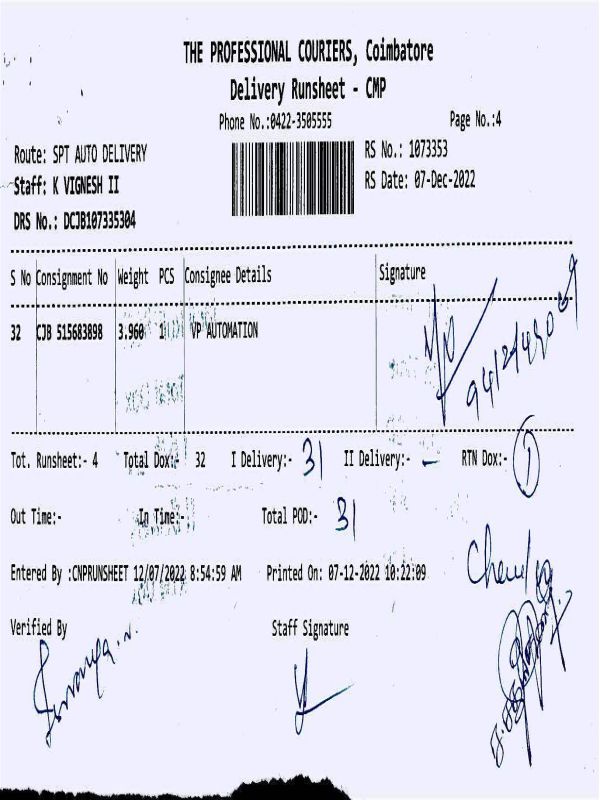 THE PROFESSIONAL COURIERS, Coimbatore
Delivery Runsheet - CMP
Phone No.:0422-3505555 Page No.:4
Route: SPT AUTO DELIVERY RS No.: 1073353
Staff: K VIGNESH II RS Date: 07-Dec-2022
DRS No.: DCJB107335304
S No Consignment No Weight PCS Consignee Details Signature
32 CJB 515683898 3.960 1 VP AUTOMATION
Tot. Runsheet:- 4 Total Dox:- 32 I Delivery:- 31 II Delivery:- - RTN Dox:- 1
Out Time:- In Time:- Total POD:- 31
Entered By :CNPRUNSHEET 12/07/2022 8:54:59 AM Printed On: 07-12-2022 10:22:09
Verified By Staff Signature